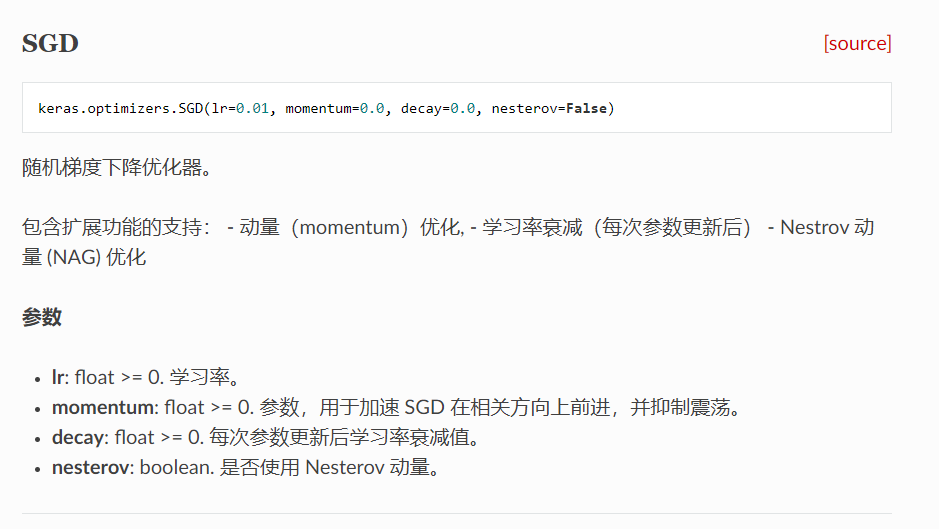 SGD [source]
keras.optimizers.SGD(lr=0.01, momentum=0.0, decay=0.0, nesterov=False)
随机梯度下降优化器。
包含扩展功能的支持： - 动量（momentum）优化, - 学习率衰减（每次参数更新后） - Nestrov 动
量 (NAG) 优化
参数
• lr: float >= 0. 学习率。
• momentum: float >= 0. 参数，用于加速 SGD 在相关方向上前进，并抑制震荡。
• decay: float >= 0. 每次参数更新后学习率衰减值。
• nesterov: boolean. 是否使用 Nesterov 动量。